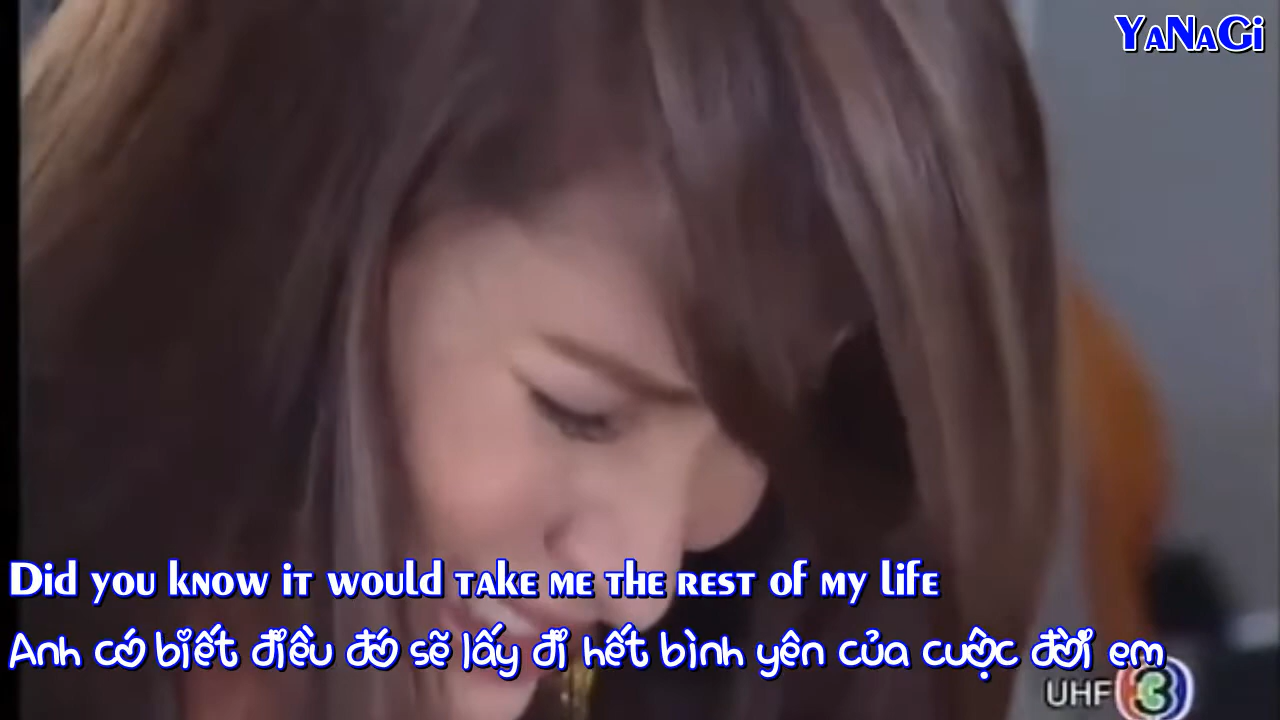 YaNaGi
Did you know it would take me the rest of my life
Anh có biết điều đó sẽ lấy đi hết bình yên của cuộc đời em
UHF 3